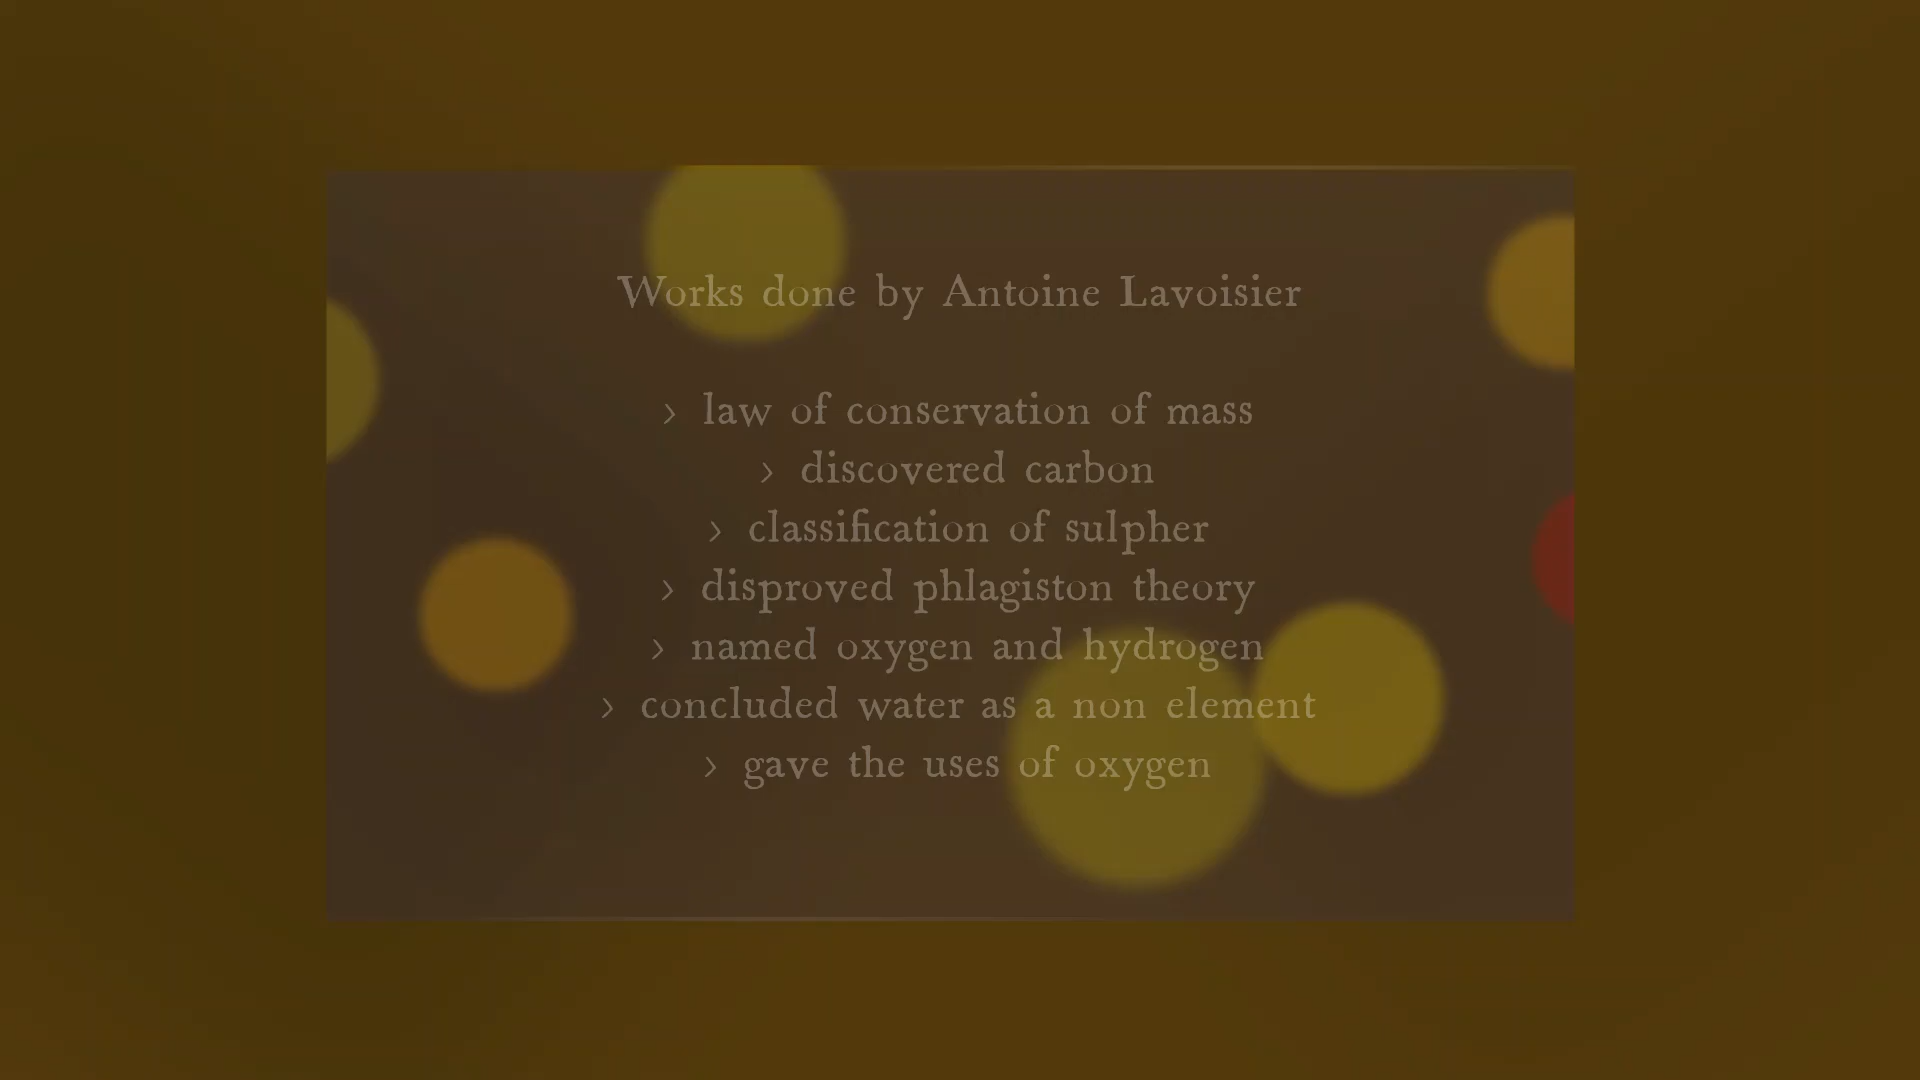 Works done by Antoine Lavoisier
› law of conservation of mass
› discovered carbon
› classification of sulpher
› disproved phlagiston theory
› named oxygen and hydrogen
› concluded water as a non element
› gave the uses of oxygen